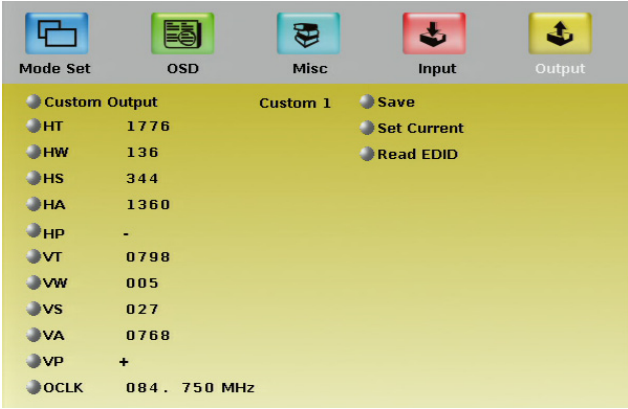 Mode Set OSD Misc Input Output
Custom Output Custom 1 Save
HT 1776 Set Current
HW 136 Read EDID
HS 344
HA 1360
HP -
VT 0798
VW 005
VS 027
VA 0768
VP +
OCLK 084. 750 MHz